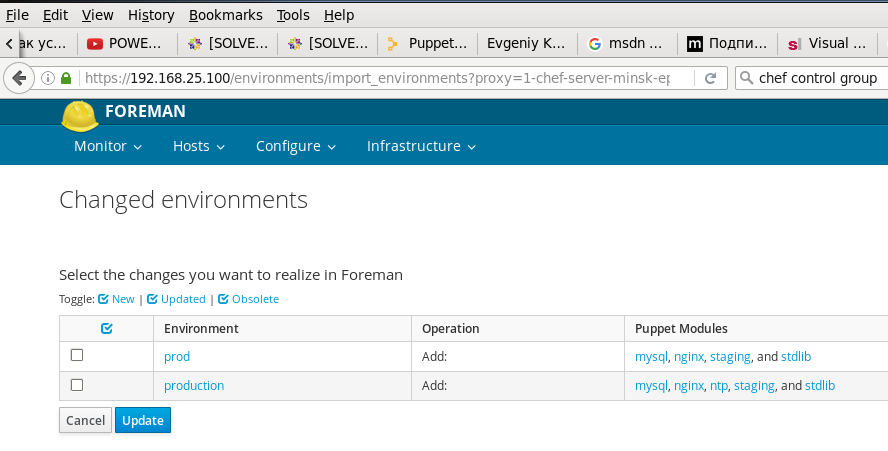 File Edit View History Bookmarks Tools Help
ак ус... POWE... [SOLVE... [SOLVE... Puppet... Evgeniy K... msdn ... m Подпи... Visual ...
https://192.168.25.100/environments/import_environments?proxy=1-chef-server-minsk-ep chef control group
FOREMAN
Monitor Hosts Configure Infrastructure
Changed environments
Select the changes you want to realize in Foreman
Toggle: New | Updated | Obsolete
Environment Operation Puppet Modules
prod Add: mysql, nginx, staging, and stdlib
production Add: mysql, nginx, ntp, staging, and stdlib
Cancel Update